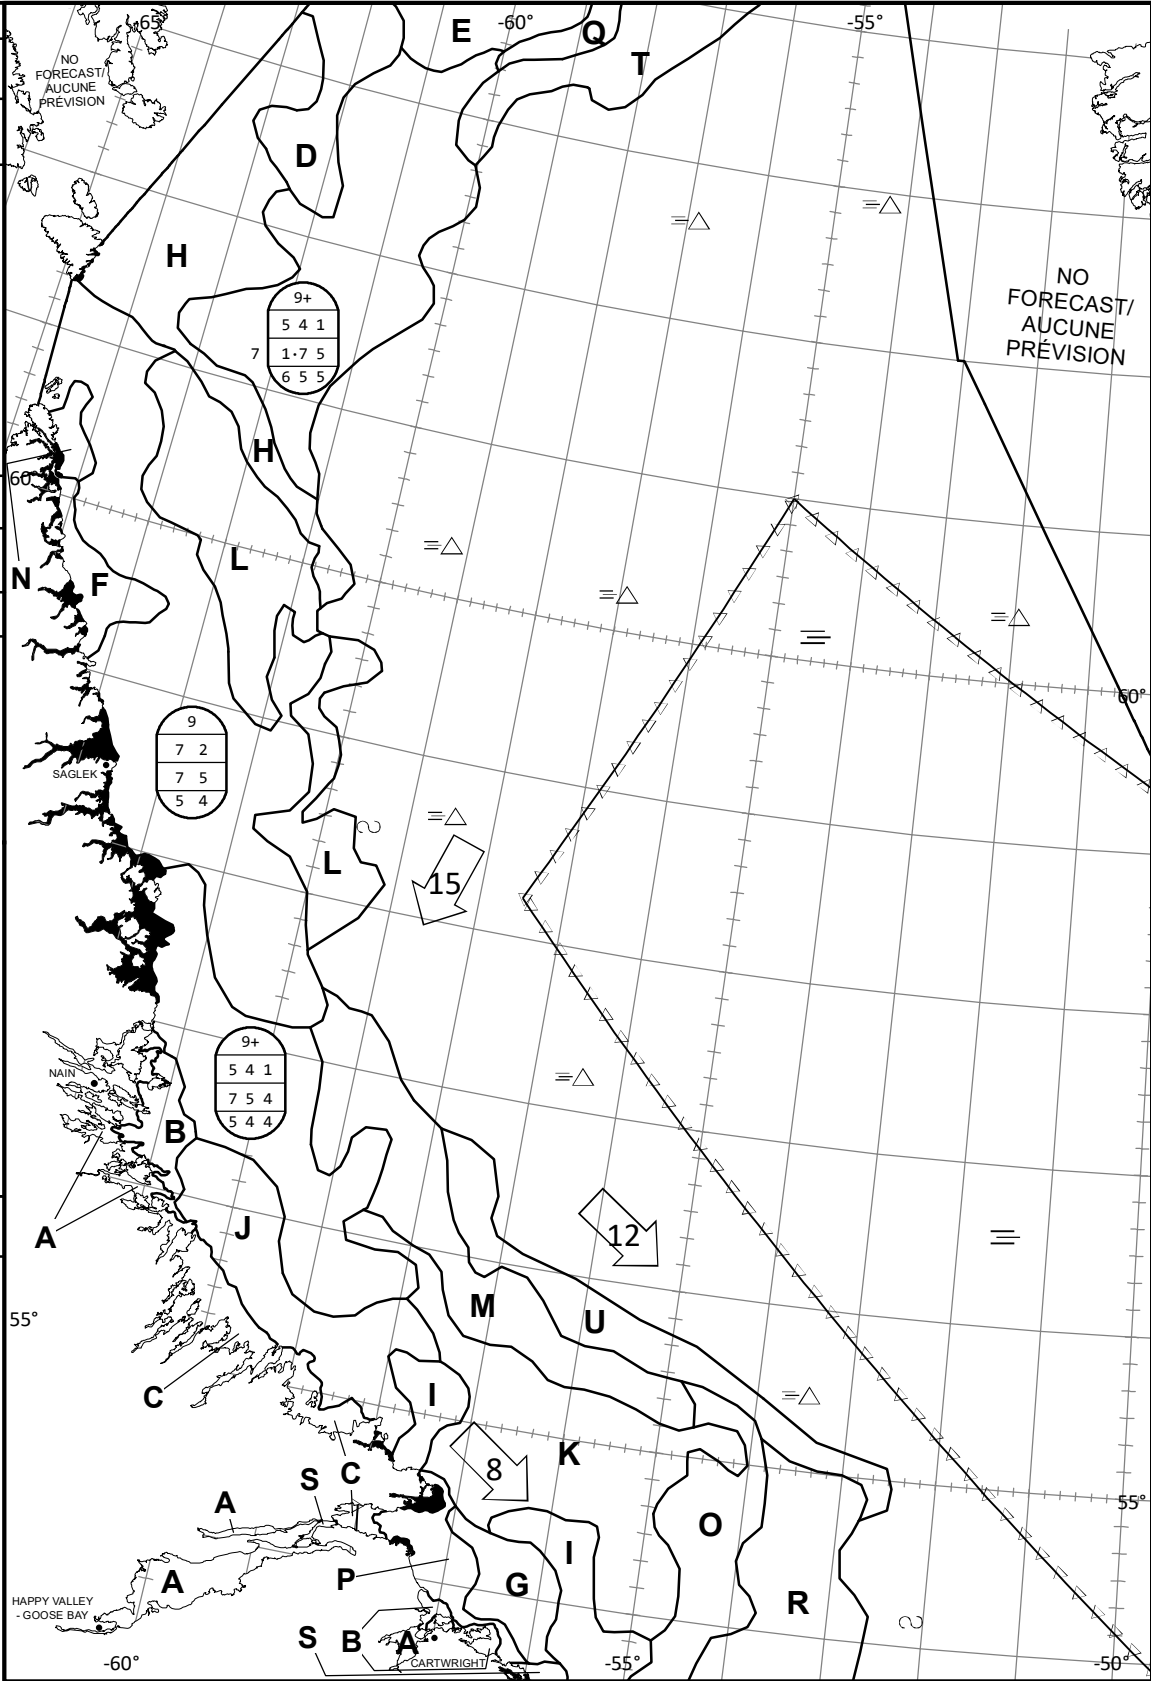 -65°
E
-60°
Q
-55°
T
NO
FORECAST/
AUCUNE
PRÉVISION
D
H
NO
FORECAST/
AUCUNE
PRÉVISION
9+
5 4 1
7 1·7 5
6 5 5
H
60°
L
N
F
60°
9
7 2
7 5
5 4
SAGLEK
L
15
9+
5 4 1
7 5 4
5 4 4
NAIN
B
A
J
12
M
U
55°
C
I
K
8
S
C
A
55°
O
I
A
P
G
R
HAPPY VALLEY
- GOOSE BAY
S
B
A
CARTWRIGHT
-60°
-55°
-50°